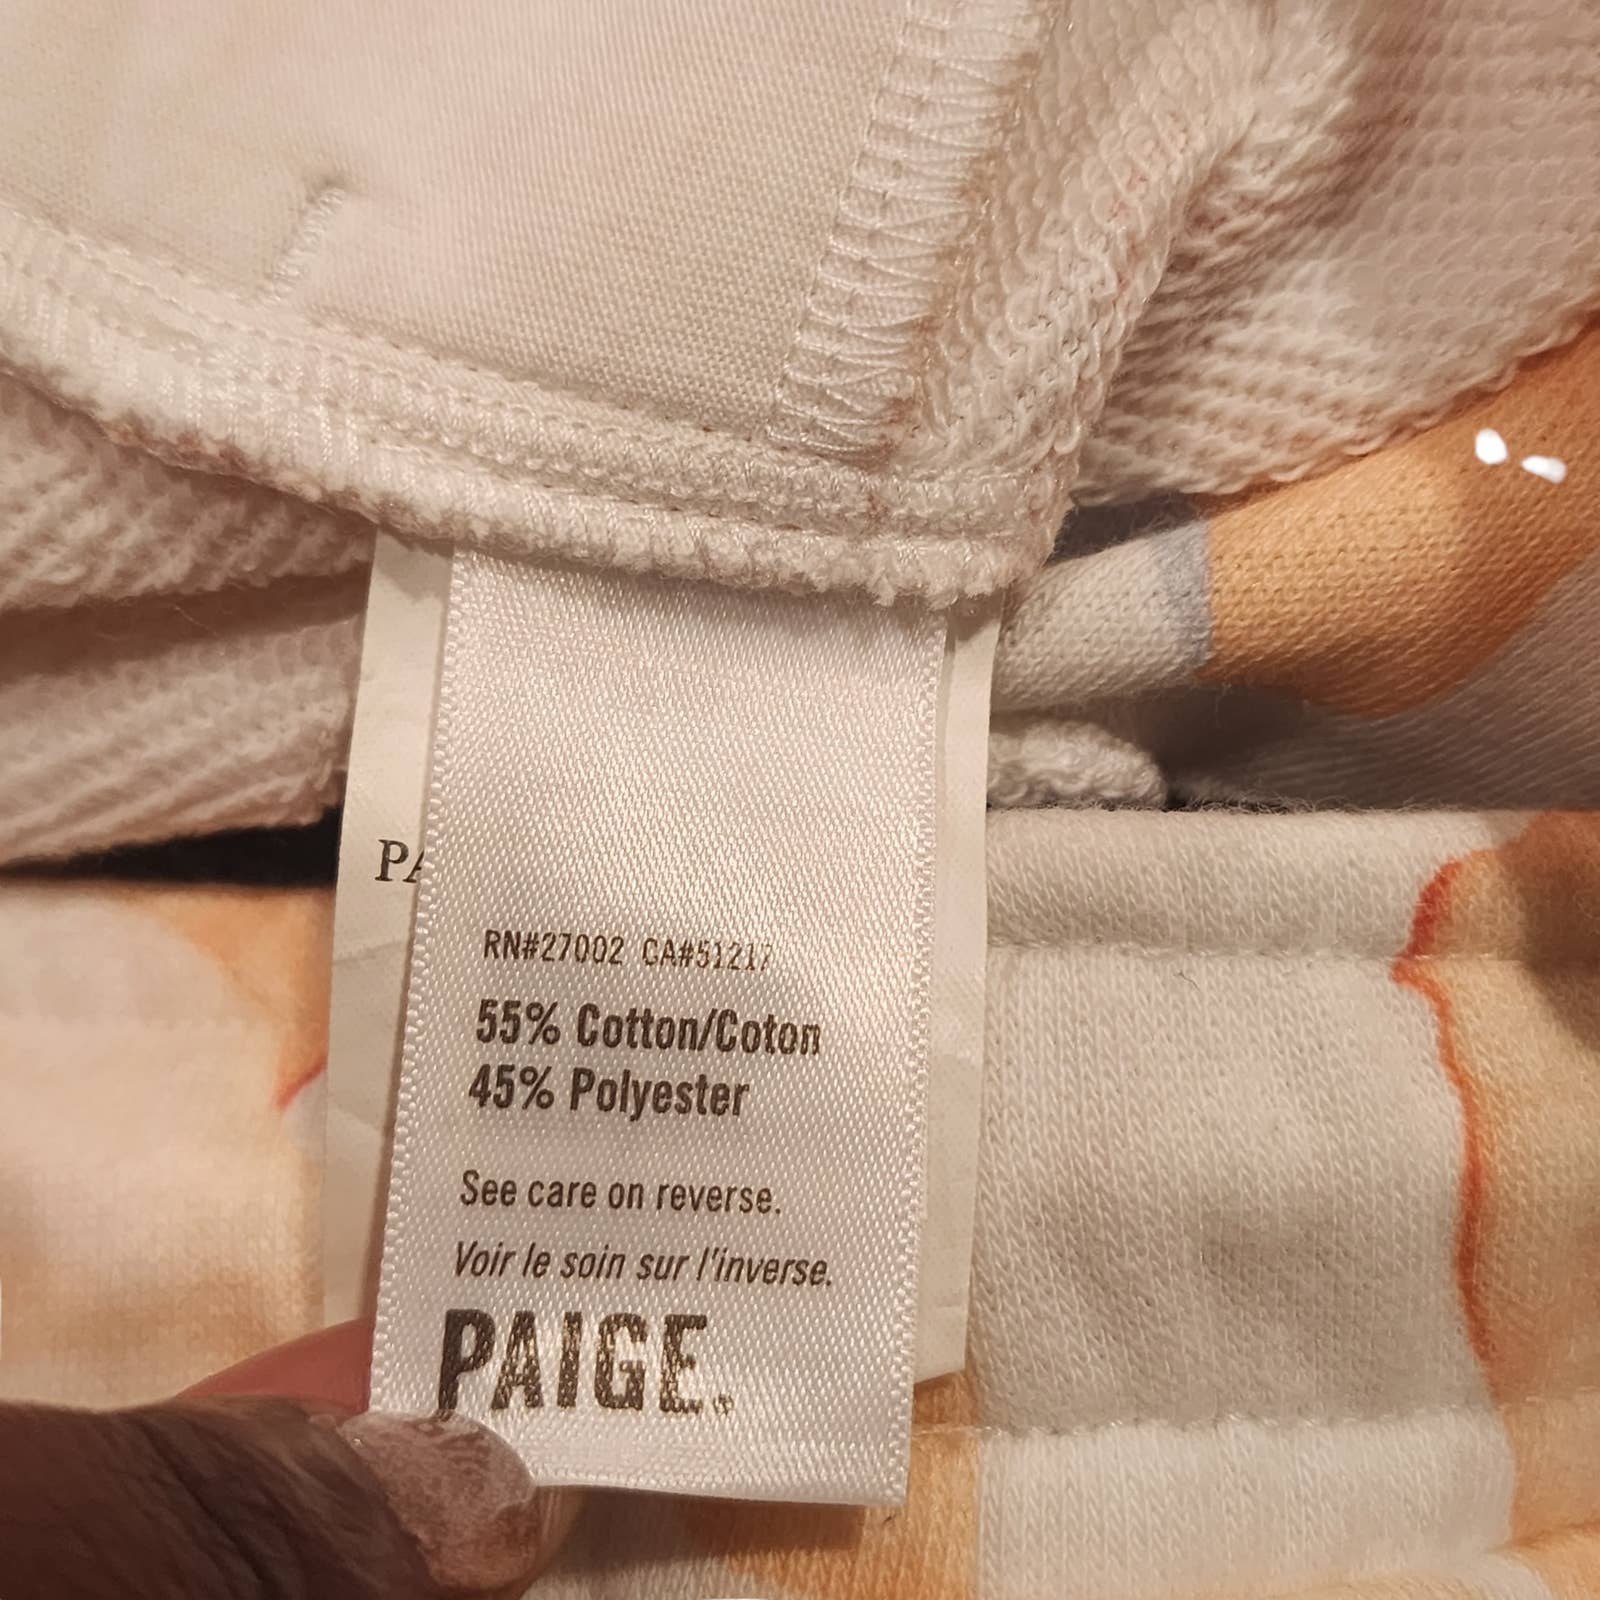 PA
RN#27002 CA#51217
55% Cotton/Coton
45% Polyester
See care on reverse.
Voir le soin sur l'inverse.
PAIGE®